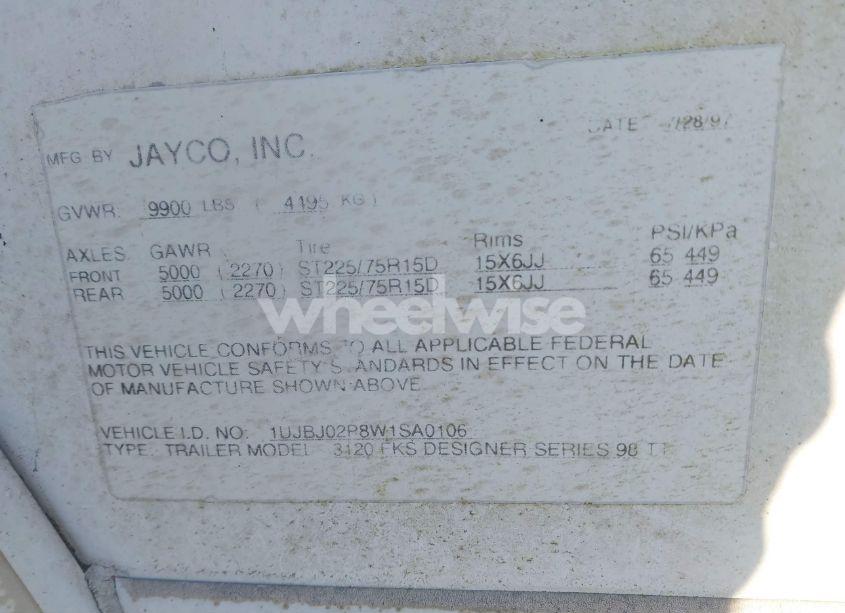 MFG BY JAYCO, INC. DATE 7/28/97
GVWR: 9900 LBS ( 4495 KG )
AXLES GAWR Tire Rims PSI/KPa
FRONT 5000 ( 2270 ) ST225/75R15D 15X6JJ 65 449
REAR 5000 ( 2270 ) ST225/75R15D 15X6JJ 65 449
wheelwise
THIS VEHICLE CONFORMS TO ALL APPLICABLE FEDERAL
MOTOR VEHICLE SAFETY STANDARDS IN EFFECT ON THE DATE
OF MANUFACTURE SHOWN ABOVE
VEHICLE I.D. NO: 1UJBJ02P8W1SA0106
TYPE: TRAILER MODEL 3120 FKS DESIGNER SERIES 98 TT